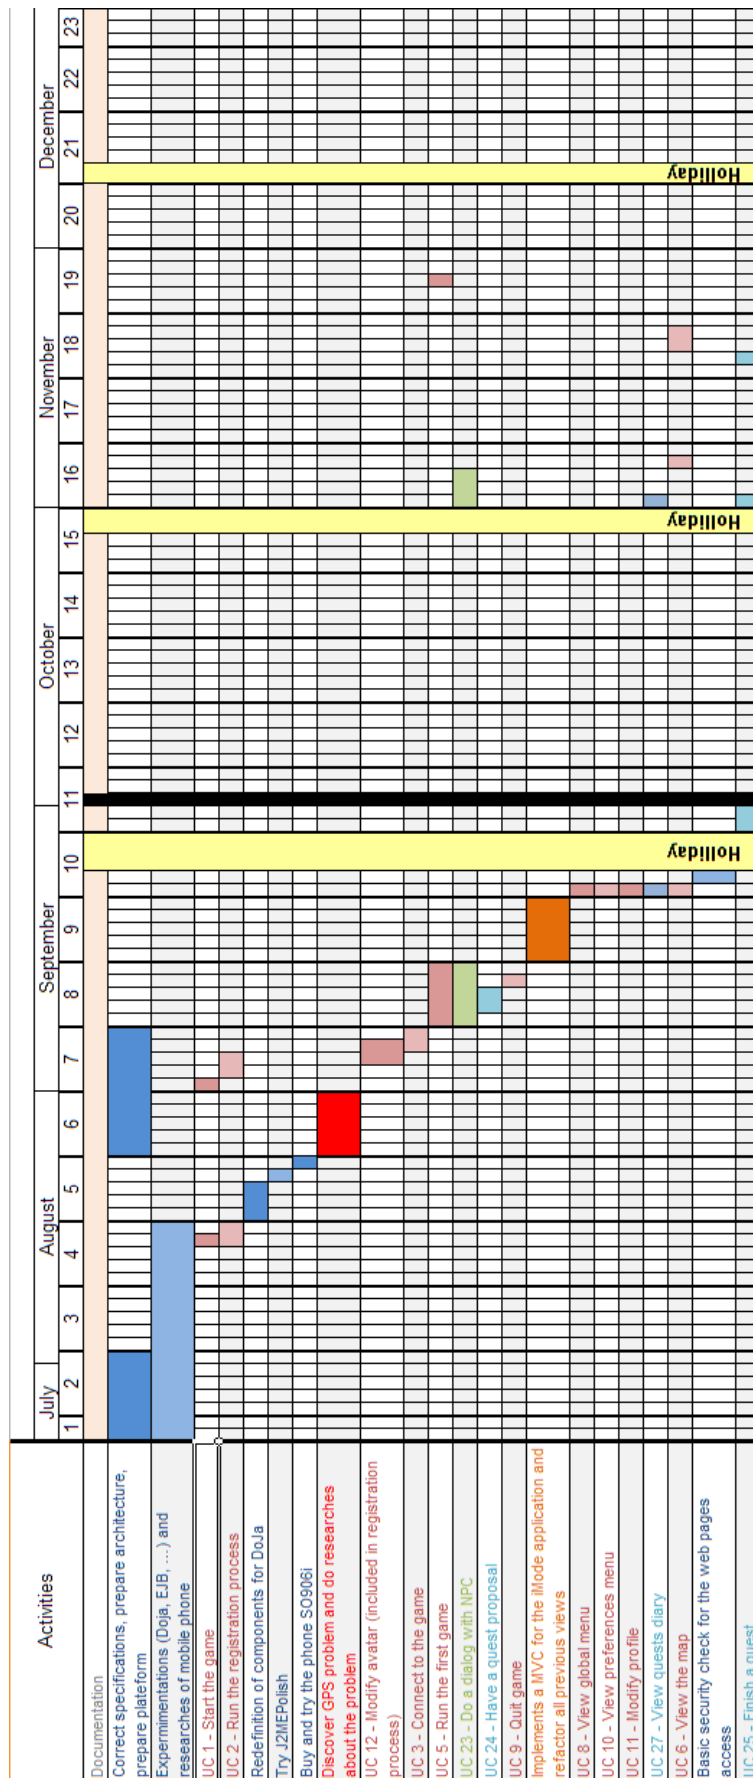 Activities
July
August
September
October
November
December
1 2 3 4 5 6 7 8 9 10 11 12 13 14 15 16 17 18 19 20 21 22 23
Documentation
Correct specifications, prepare architecture,
prepare plateform
Expermimentations (Doja, EJB, ...) and
researches of mobile phone
UC 1 - Start the game
UC 2 - Run the registration process
Redefinition of components for DoJa
Try J2MEPolish
Buy and try the phone SO906i
Discover GPS problem and do researches
about the problem
UC 12 - Modify avatar (included in registration
process)
UC 3 - Connect to the game
UC 5 - Run the first game
UC 23 - Do a dialog with NPC
UC 24 - Have a quest proposal
UC 9 - Quit game
Implements a MVC for the iMode application and
refactor all previous views
UC 8 - View global menu
UC 10 - View preferences menu
UC 11 - Modify profile
UC 27 - View quests diary
UC 6 - View the map
Basic security check for the web pages
access
UC 25 - Finish a quest
Holliday
Holliday
Holliday